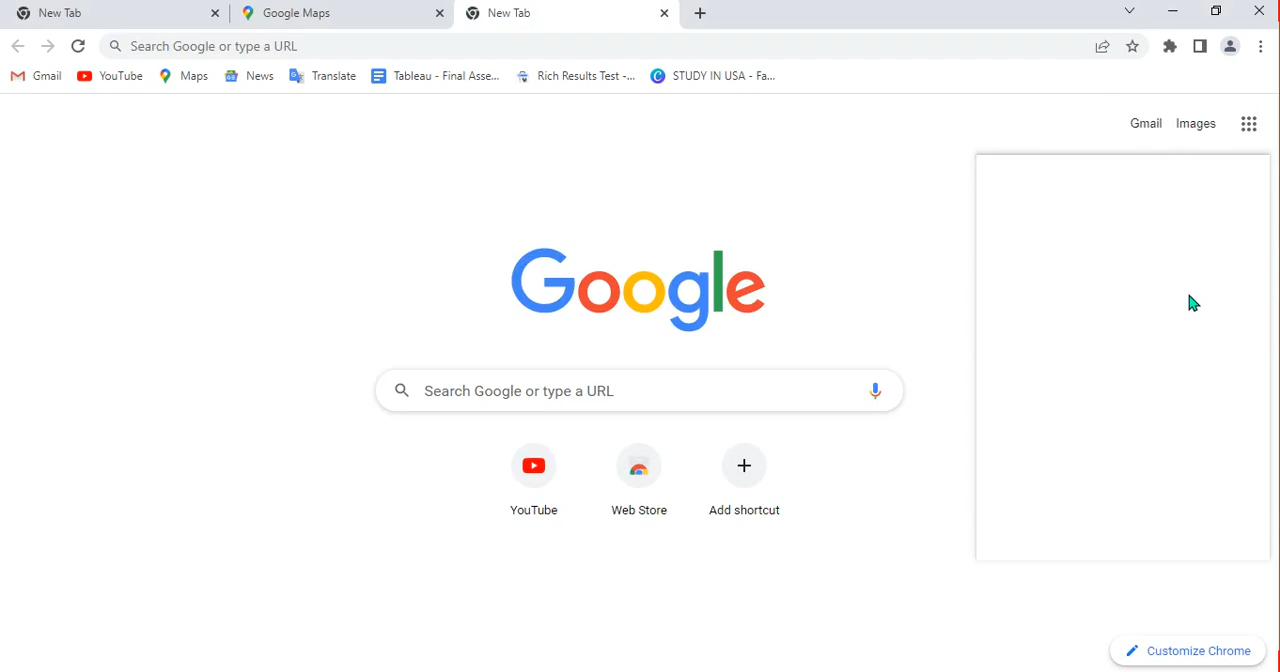 New Tab
Google Maps
New Tab
Search Google or type a URL
Gmail
YouTube
Maps
News
Translate
Tableau - Final Asse...
Rich Results Test -...
STUDY IN USA - Fa...
Gmail
Images
Google
Search Google or type a URL
YouTube
Web Store
Add shortcut
Customize Chrome